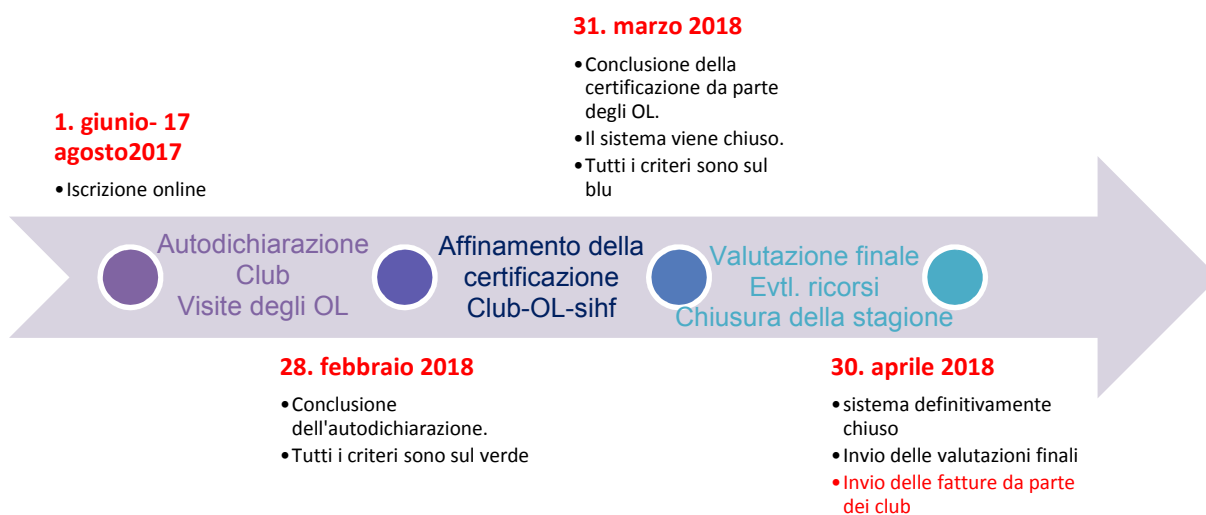 1. giunio- 17
agosto2017
•Iscrizione online
Autodichiarazione
Club
Visite degli OL
28. febbraio 2018
•Conclusione
dell'autodichiarazione.
•Tutti i criteri sono sul verde
Affinamento della
certificazione
Club-OL-sihf
31. marzo 2018
•Conclusione della
certificazione da parte
degli OL.
•Il sistema viene chiuso.
•Tutti i criteri sono sul
blu
Valutazione finale
Evtl. ricorsi
Chiusura della stagione
30. aprile 2018
•sistema definitivamente
chiuso
•Invio delle valutazioni finali
•Invio delle fatture da parte
dei club